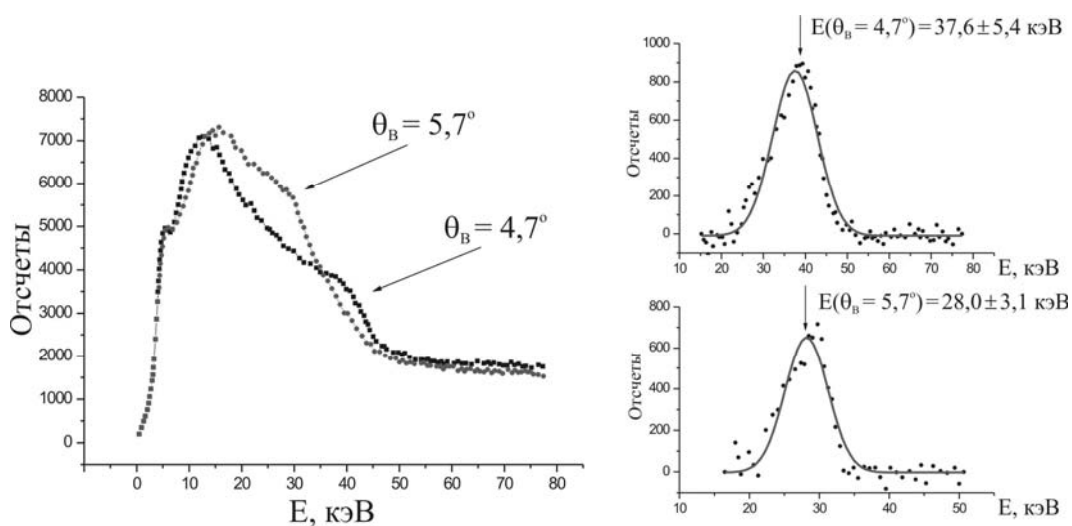 8000
7000
6000
5000
4000
3000
2000
1000
0
Отсчеты
θB = 5,7°
θB = 4,7°
0 10 20 30 40 50 60 70 80
E, кэВ
E(θB = 4,7°)=37,6±5,4 кэВ
1000
800
600
400
200
0
Отсчеты
10 20 30 40 50 60 70 80
E, кэВ
E(θB = 5,7°)=28,0±3,1 кэВ
800
600
400
200
0
Отсчеты
10 20 30 40 50
E, кэВ